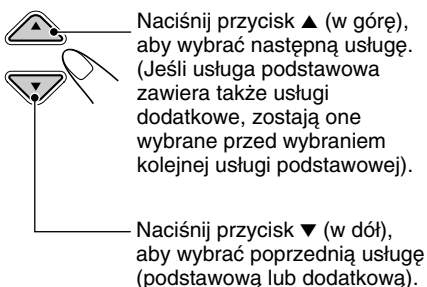 Naciśnij przycisk ▲ (w górę),
aby wybrać następną usługę.
(Jeśli usługa podstawowa
zawiera także usługi
dodatkowe, zostają one
wybrane przed wybraniem
kolejnej usługi podstawowej).
Naciśnij przycisk ▼ (w dół),
aby wybrać poprzednią usługę
(podstawową lub dodatkową).